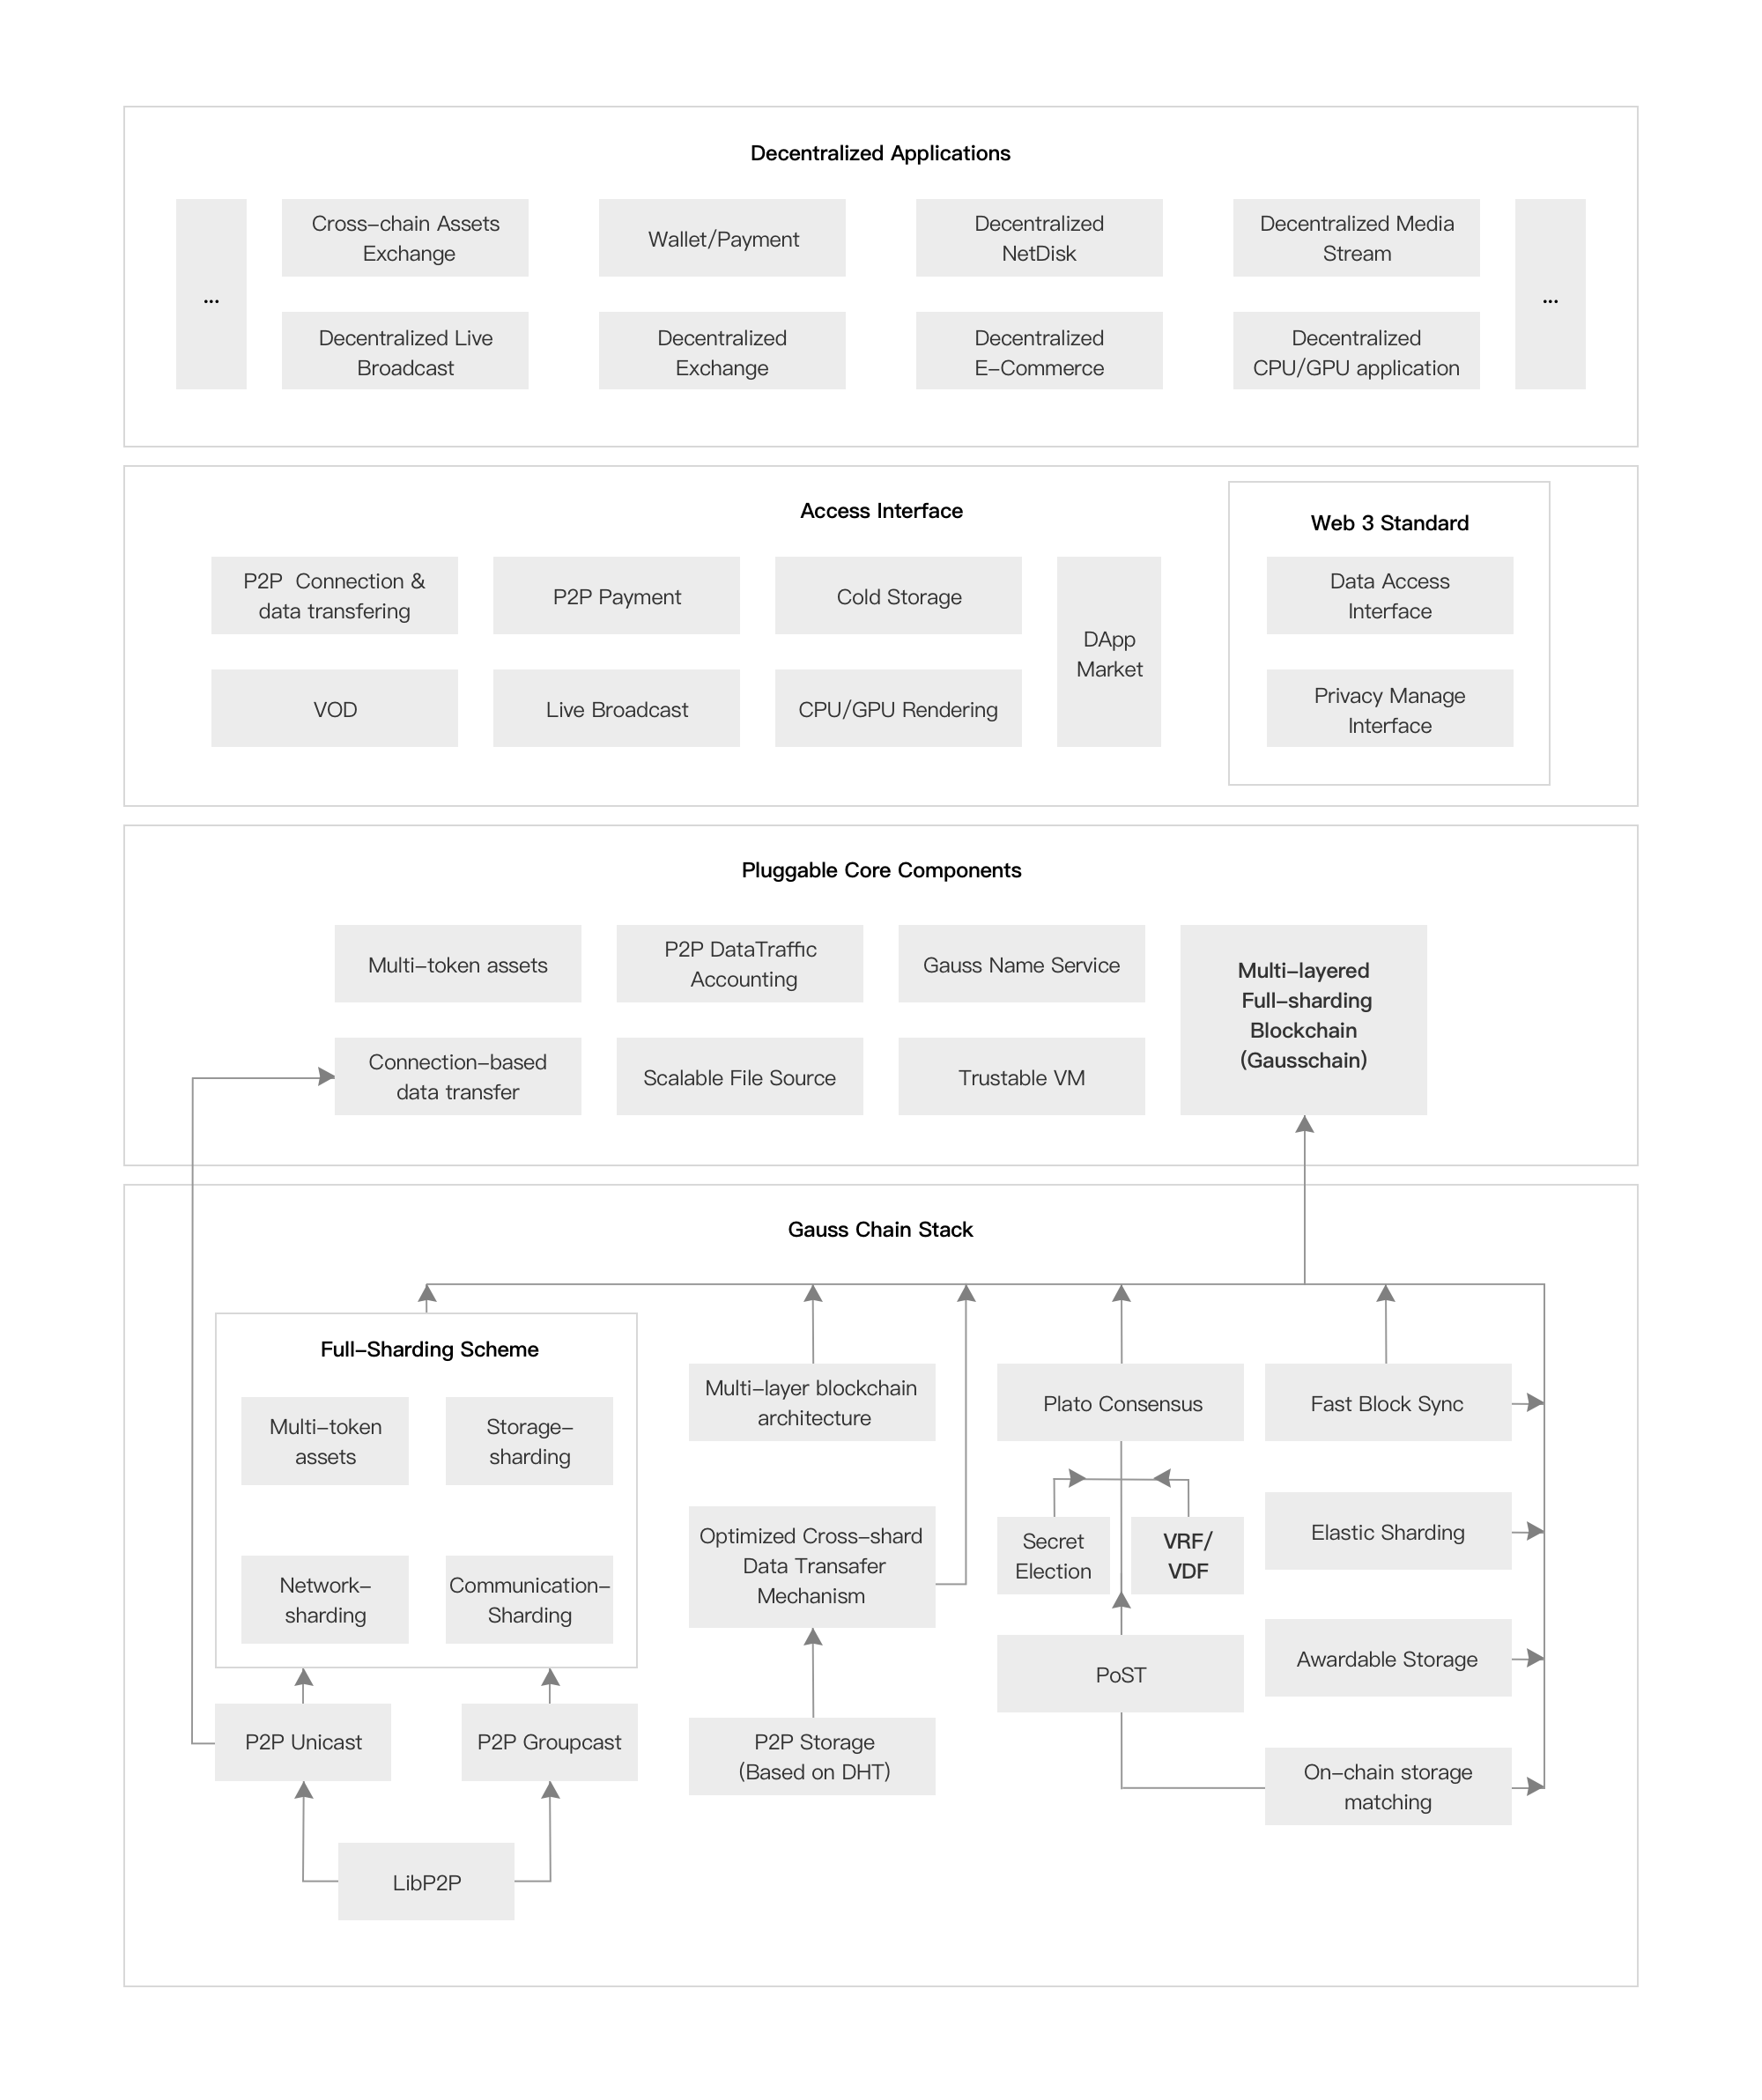 Decentralized Applications
...
Cross-chain Assets
Exchange
Wallet/Payment
Decentralized
NetDisk
Decentralized Media
Stream
...
Decentralized Live
Broadcast
Decentralized
Exchange
Decentralized
E-Commerce
Decentralized
CPU/GPU application
Access Interface
Web 3 Standard
P2P Connection &
data transfering
P2P Payment
Cold Storage
DApp
Market
Data Access
Interface
VOD
Live Broadcast
CPU/GPU Rendering
Privacy Manage
Interface
Pluggable Core Components
Multi-token assets
P2P DataTraffic
Accounting
Gauss Name Service
Multi-layered
Full-sharding
Blockchain
(Gausschain)
Connection-based
data transfer
Scalable File Source
Trustable VM
Gauss Chain Stack
Full-Sharding Scheme
Multi-token
assets
Storage-
sharding
Network-
sharding
Communication-
Sharding
Multi-layer blockchain
architecture
Plato Consensus
Fast Block Sync
Optimized Cross-shard
Data Transafer
Mechanism
Secret
Election
VRF/
VDF
Elastic Sharding
PoST
Awardable Storage
P2P Unicast
P2P Groupcast
P2P Storage
(Based on DHT)
On-chain storage
matching
LibP2P